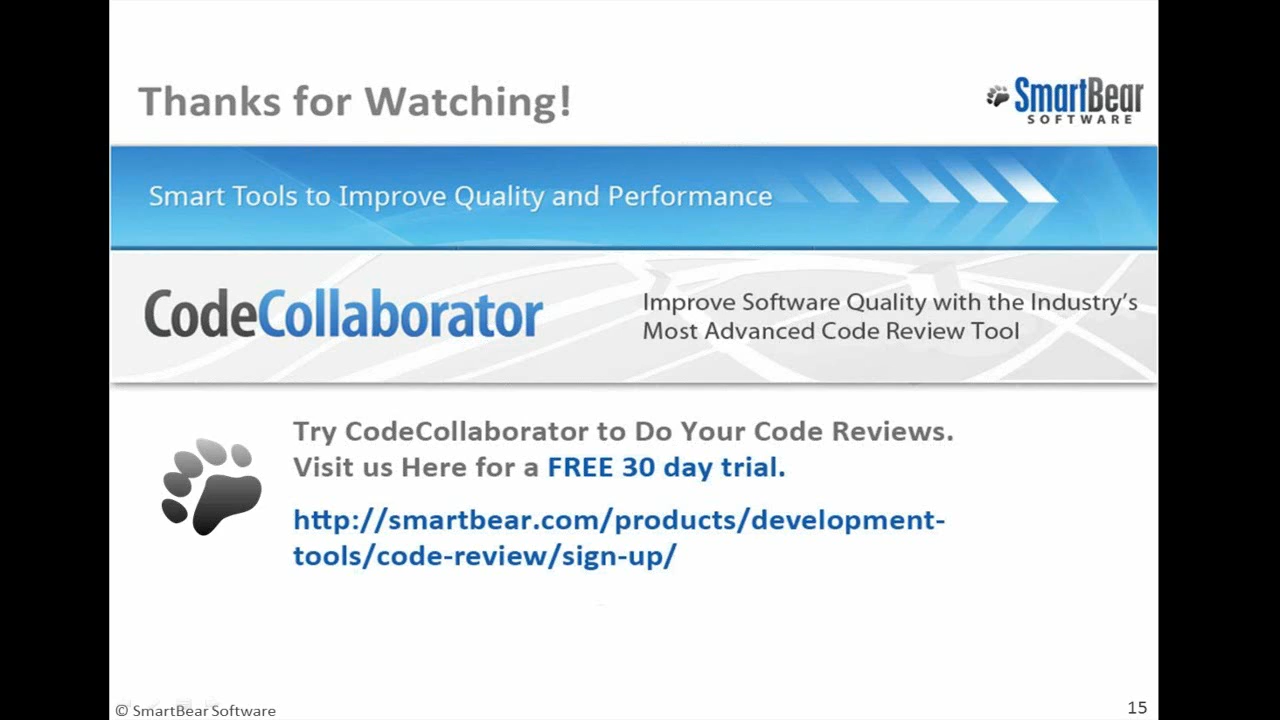 Thanks for Watching!
SmartBear
SOFTWARE
Smart Tools to Improve Quality and Performance
CodeCollaborator
Improve Software Quality with the Industry's
Most Advanced Code Review Tool
Try CodeCollaborator to Do Your Code Reviews.
Visit us Here for a FREE 30 day trial.
http://smartbear.com/products/development-
tools/code-review/sign-up/
© SmartBear Software
15